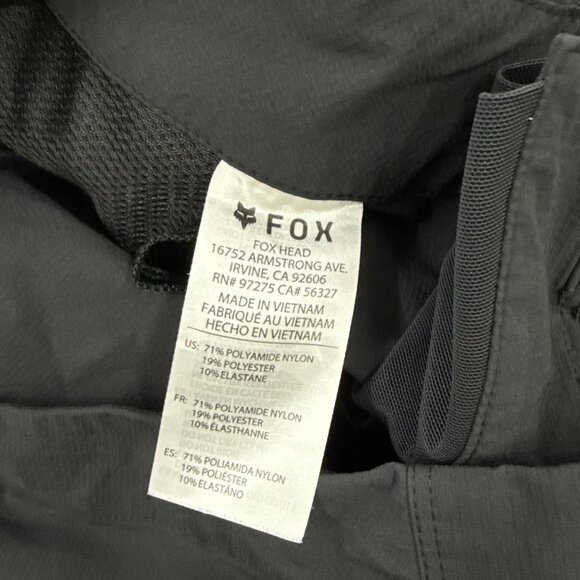 FOX
FOX HEAD
16752 ARMSTRONG AVE.
IRVINE, CA 92606
RN# 97275 CA# 56327
MADE IN VIETNAM
FABRIQUÉ AU VIETNAM
HECHO EN VIETNAM
US: 71% POLYAMIDE NYLON
19% POLYESTER
10% ELASTANE
FR: 71% POLYAMIDE NYLON
19% POLYESTER
10% ÉLASTHANNE
ES: 71% POLIAMIDA NYLON
19% POLIÉSTER
10% ELASTÁNO